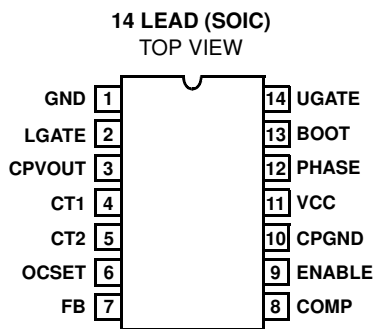 14 LEAD (SOIC)
TOP VIEW
GND 1 14 UGATE
LGATE 2 13 BOOT
CPVOUT 3 12 PHASE
CT1 4 11 VCC
CT2 5 10 CPGND
OCSET 6 9 ENABLE
FB 7 8 COMP